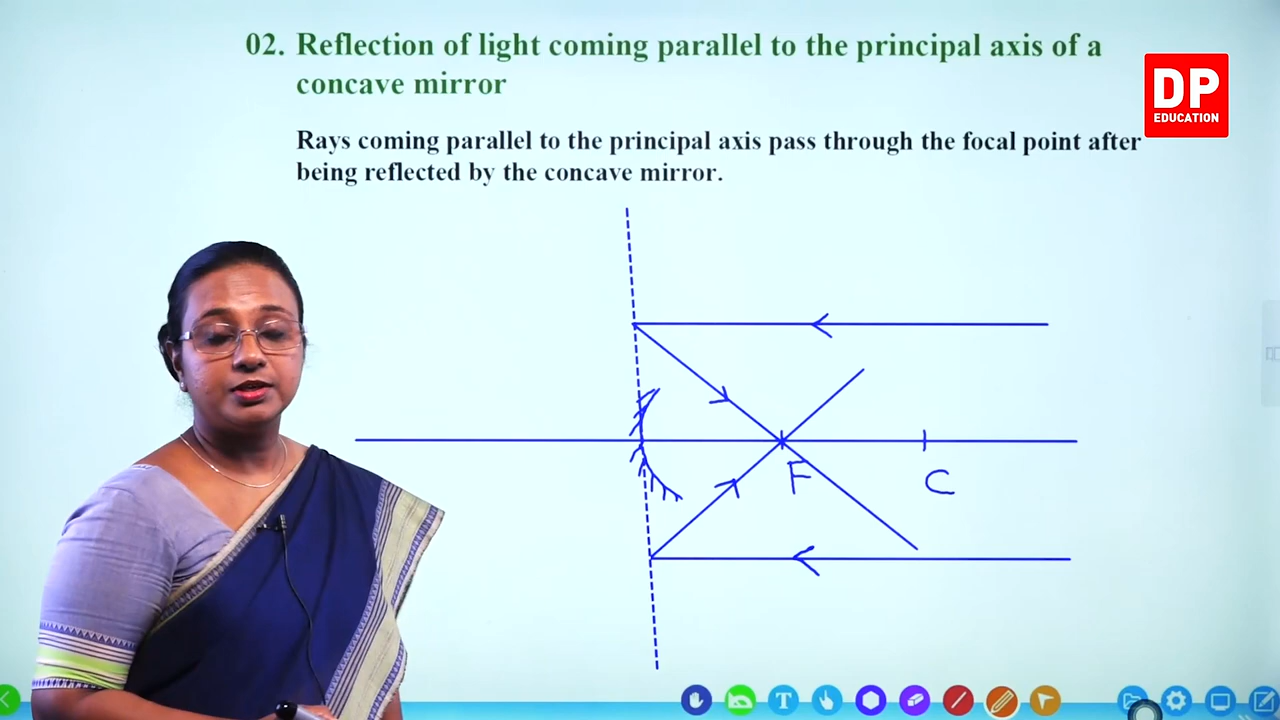 02. Reflection of light coming parallel to the principal axis of a
concave mirror
DP
EDUCATION
Rays coming parallel to the principal axis pass through the focal point after
being reflected by the concave mirror.
F
C
T